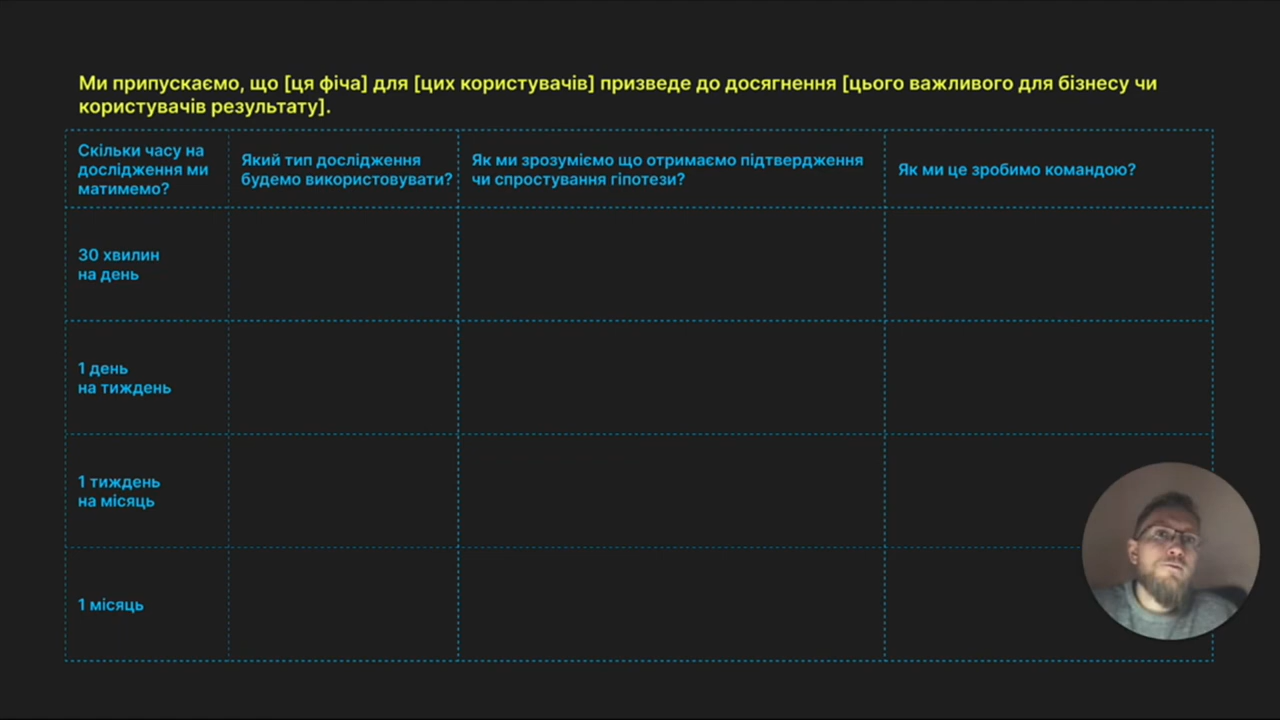 Ми припускаємо, що [ця фіча] для [цих користувачів] призведе до досягнення [цього важливого для бізнесу чи
користувачів результату].
Скільки часу на
дослідження ми
матимемо?
Який тип дослідження
будемо використовувати?
Як ми зрозуміємо що отримаємо підтвердження
чи спростування гіпотези?
Як ми це зробимо командою?
30 хвилин
на день
1 день
на тиждень
1 тиждень
на місяць
1 місяць